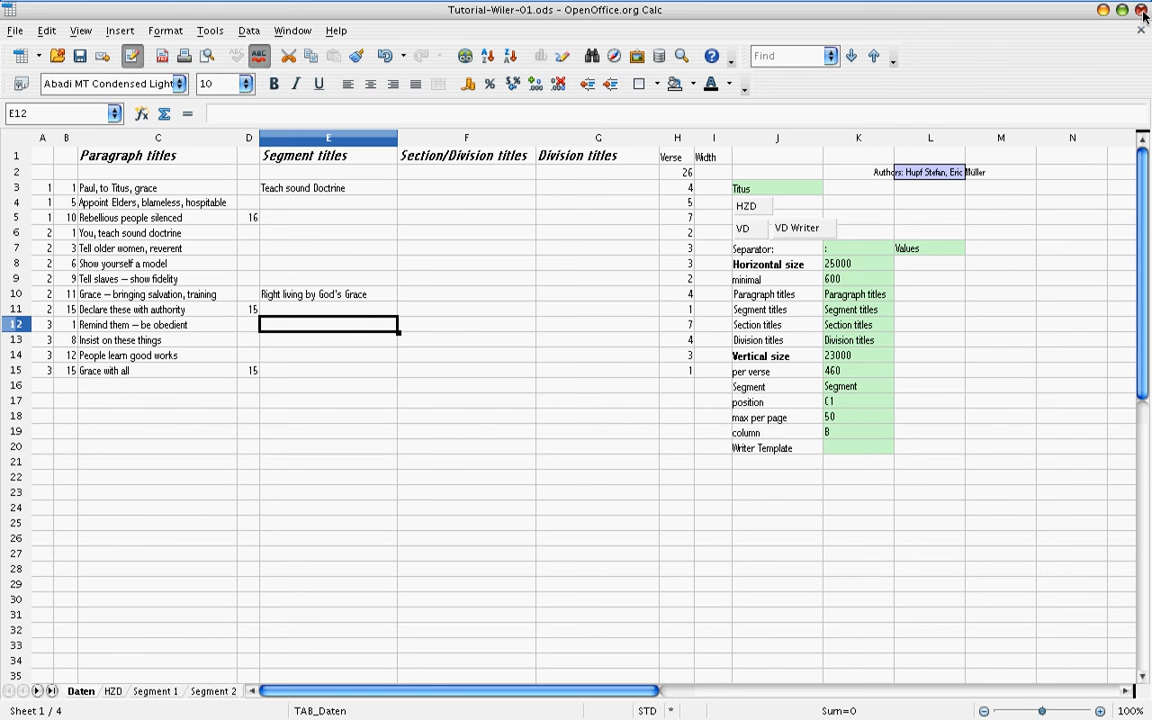 Tutorial-Wiler-01.ods - OpenOffice.org Calc
File Edit View Insert Format Tools Data Window Help
ABC ABC Find
Abadi MT Condensed Light 10 B I U
E12
A B C D E F G H I J K L M N
1 Paragraph titles Segment titles Section/Division titles Division titles Verse Width
2 26 Authors: Hupf Stefan, Eric Müller
3 1 1 Paul, to Titus, grace Teach sound Doctrine 4 Titus
4 1 5 Appoint Elders, blameless, hospitable 5 HZD
5 1 10 Rebellious people silenced 16 7
6 2 1 You, teach sound doctrine 2 VD VD Writer
7 2 3 Tell older women, reverent 3 Separator: : Values
8 2 6 Show yourself a model 3 Horizontal size 25000
9 2 9 Tell slaves – show fidelity 2 minimal 600
10 2 11 Grace – bringing salvation, training Right living by God's Grace 4 Paragraph titles Paragraph titles
11 2 15 Declare these with authority 15 1 Segment titles Segment titles
12 3 1 Remind them – be obedient 7 Section titles Section titles
13 3 8 Insist on these things 4 Division titles Division titles
14 3 12 People learn good works 3 Vertical size 23000
15 3 15 Grace with all 15 1 per verse 460
16 Segment Segment
17 position C1
18 max per page 50
19 column B
20 Writer Template
21
22
23
24
25
26
27
28
29
30
31
32
33
34
35
Daten HZD Segment 1 Segment 2
Sheet 1 / 4 TAB_Daten STD * Sum=0 100%